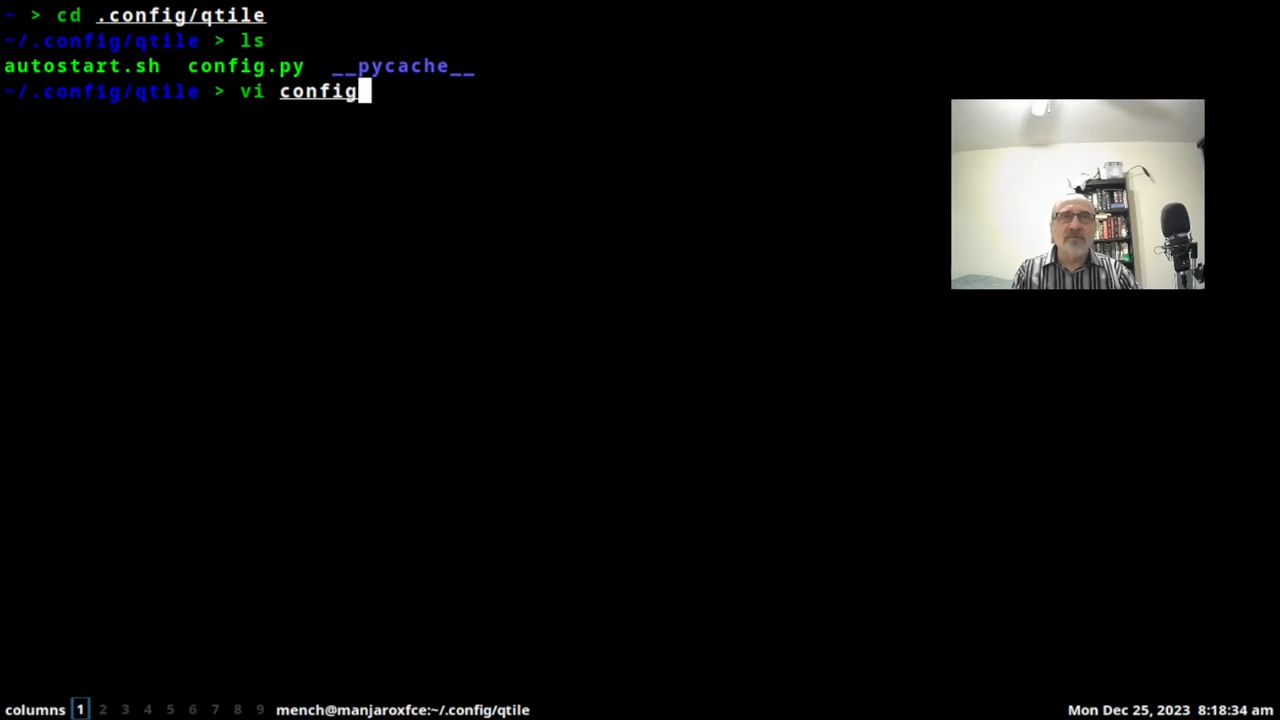 ~ > cd .config/qtile
~/.config/qtile > ls
autostart.sh config.py __pycache__
~/.config/qtile > vi config
columns 1 2 3 4 5 6 7 8 9 mench@manjaroxfce:~/.config/qtile Mon Dec 25, 2023 8:18:34 am